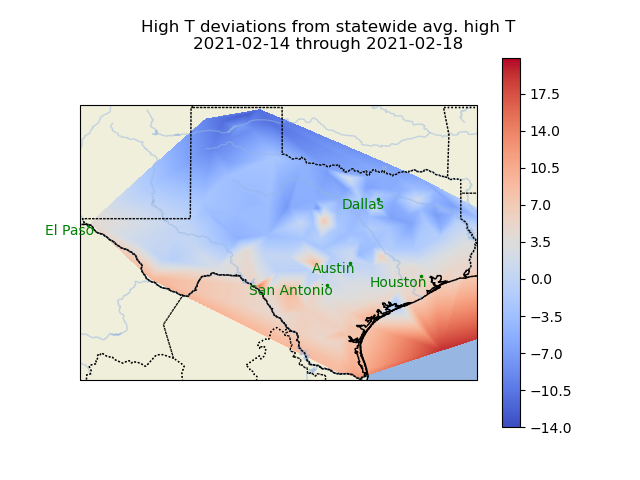 High T deviations from statewide avg. high T
2021-02-14 through 2021-02-18
17.5
14.0
10.5
7.0
3.5
0.0
−3.5
−7.0
−10.5
−14.0
Dallas
El Paso
Austin
Houston
San Antonio